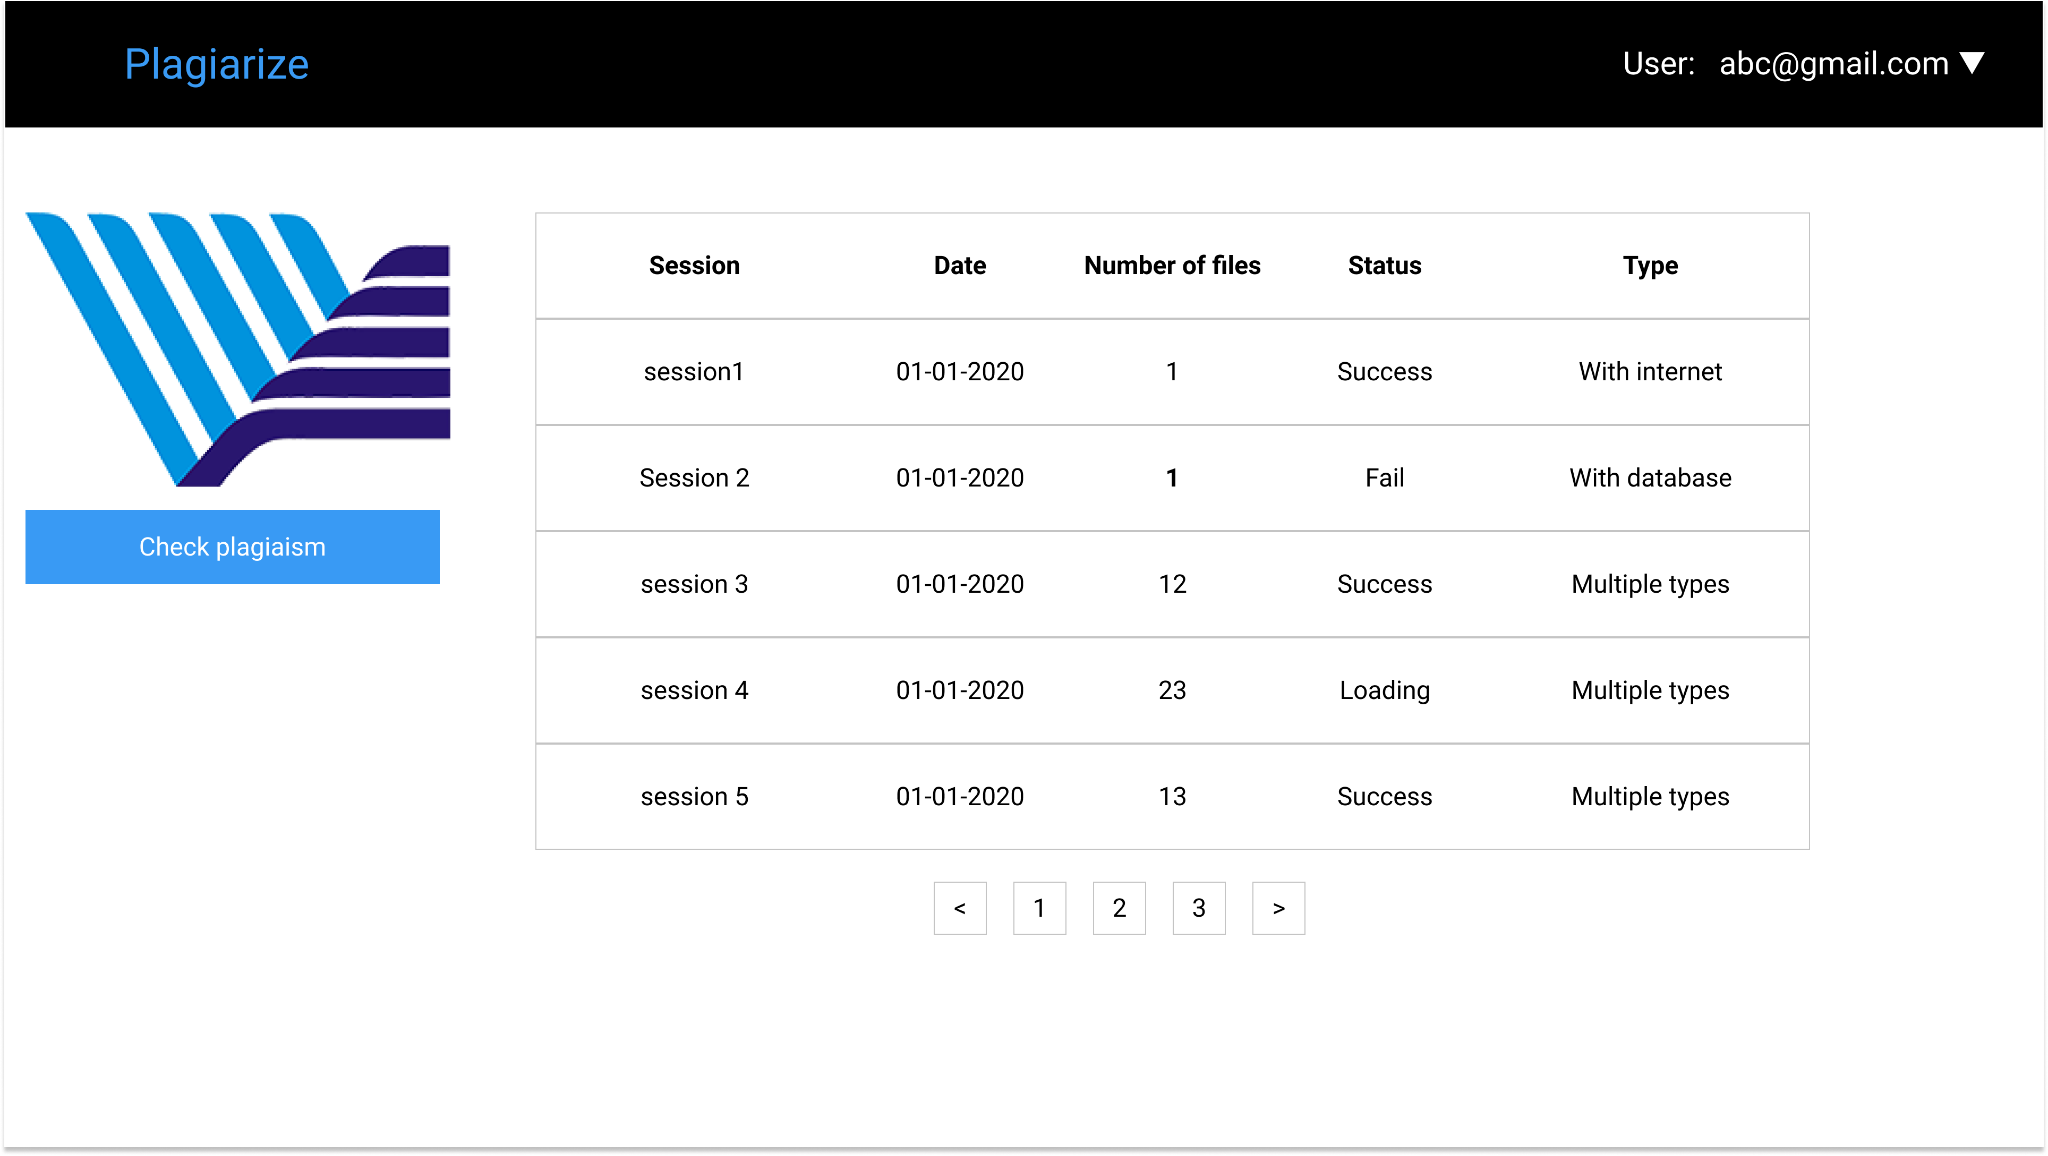 Plagiarize
User: abc@gmail.com ▼
Check plagiaism
Session Date Number of files Status Type
session1 01-01-2020 1 Success With internet
Session 2 01-01-2020 1 Fail With database
session 3 01-01-2020 12 Success Multiple types
session 4 01-01-2020 23 Loading Multiple types
session 5 01-01-2020 13 Success Multiple types
< 1 2 3 >